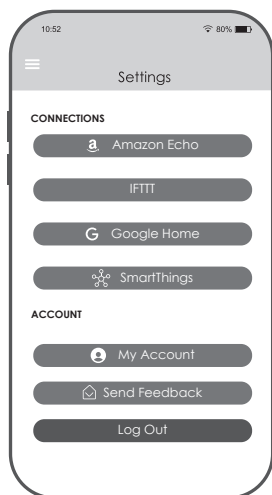 10:52 80%
Settings
CONNECTIONS
a Amazon Echo
IFTTT
G Google Home
SmartThings
ACCOUNT
My Account
Send Feedback
Log Out